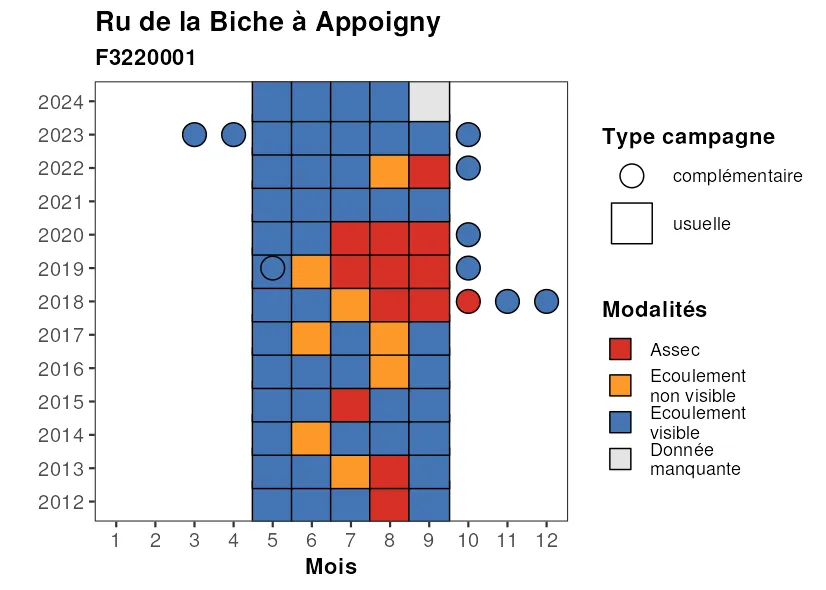 Ru de la Biche à Appoigny
F3220001
2024
2023
2022
2021
2020
2019
2018
2017
2016
2015
2014
2013
2012
1 2 3 4 5 6 7 8 9 10 11 12
Mois
Type campagne
complémentaire
usuelle
Modalités
Assec
Ecoulement
non visible
Ecoulement
visible
Donnée
manquante